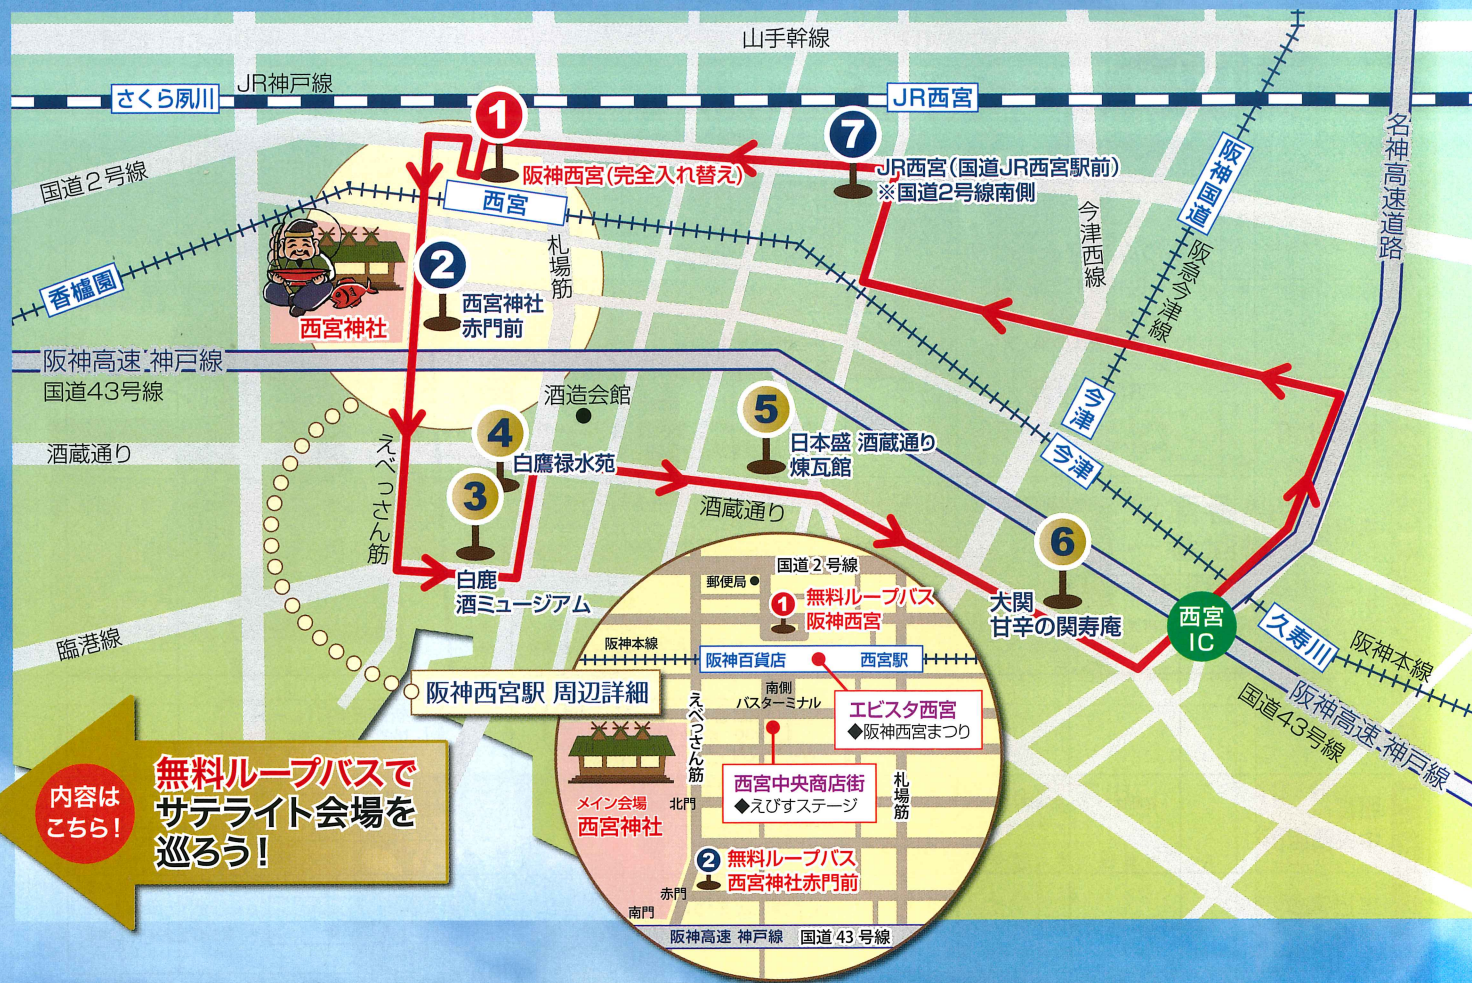 山手幹線
JR神戸線
さくら夙川
JR西宮
国道2号線
1
阪神西宮(完全入れ替え)
7
JR西宮(国道JR西宮駅前)
※国道2号線南側
阪神国道
名神高速道路
西宮
香櫨園
西宮神社
2
西宮神社
赤門前
札場筋
今津西線
阪急今津線
阪神高速 神戸線
国道43号線
酒造会館
酒蔵通り
えべっさん筋
4
白鷹禄水苑
3
白鹿
酒ミュージアム
5
日本盛 酒蔵通り
煉瓦館
酒蔵通り
今津
今津
6
大関
甘辛の関寿庵
西宮
IC
久寿川
阪神本線
阪神高速 神戸線
国道43号線
臨港線
阪神西宮駅 周辺詳細
国道2号線
郵便局
1
無料ループバス
阪神西宮
阪神本線
阪神百貨店
西宮駅
南側
バスターミナル
えべっさん筋
エビスタ西宮
◆阪神西宮まつり
西宮中央商店街
◆えびすステージ
札場筋
メイン会場
西宮神社
北門
2
無料ループバス
西宮神社赤門前
赤門
南門
阪神高速 神戸線
国道43号線
内容は
こちら!
無料ループバスで
サテライト会場を
巡ろう!